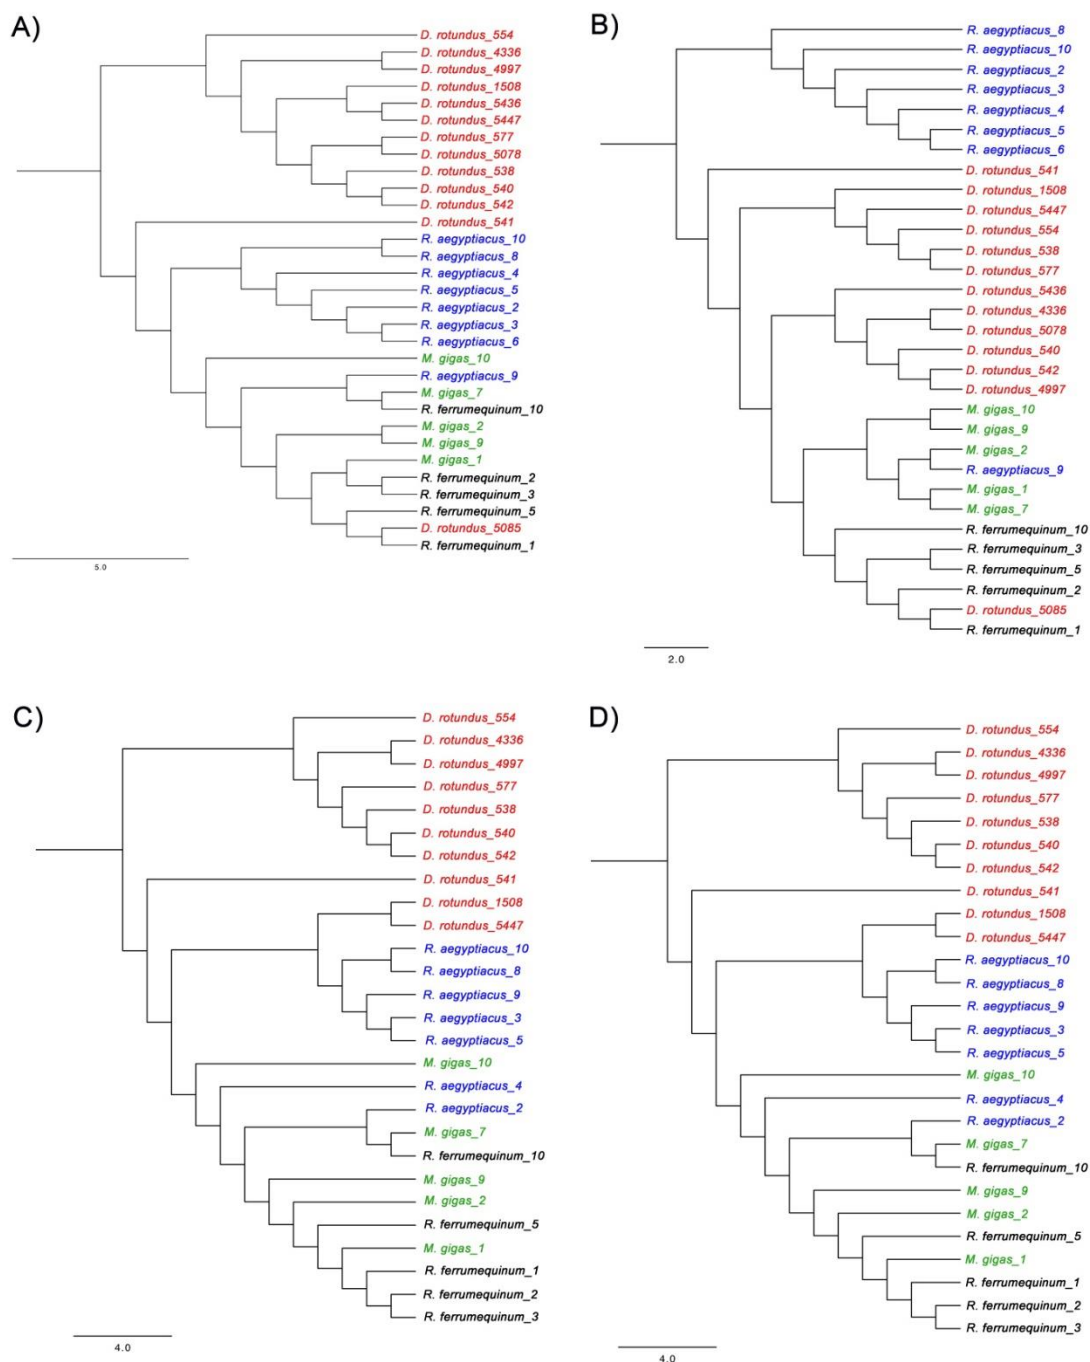 A)
D. rotundus_554
D. rotundus_4336
D. rotundus_4997
D. rotundus_1508
D. rotundus_5436
D. rotundus_5447
D. rotundus_577
D. rotundus_5078
D. rotundus_538
D. rotundus_540
D. rotundus_542
D. rotundus_541
R. aegyptiacus_10
R. aegyptiacus_8
R. aegyptiacus_4
R. aegyptiacus_5
R. aegyptiacus_2
R. aegyptiacus_3
R. aegyptiacus_6
M. gigas_10
R. aegyptiacus_9
M. gigas_7
R. ferrumequinum_10
M. gigas_2
M. gigas_9
M. gigas_1
R. ferrumequinum_2
R. ferrumequinum_3
R. ferrumequinum_5
D. rotundus_5085
R. ferrumequinum_1
5.0
B)
R. aegyptiacus_8
R. aegyptiacus_10
R. aegyptiacus_2
R. aegyptiacus_3
R. aegyptiacus_4
R. aegyptiacus_5
R. aegyptiacus_6
D. rotundus_541
D. rotundus_1508
D. rotundus_5447
D. rotundus_554
D. rotundus_538
D. rotundus_577
D. rotundus_5436
D. rotundus_4336
D. rotundus_5078
D. rotundus_540
D. rotundus_542
D. rotundus_4997
M. gigas_10
M. gigas_9
M. gigas_2
R. aegyptiacus_9
M. gigas_1
M. gigas_7
R. ferrumequinum_10
R. ferrumequinum_3
R. ferrumequinum_5
R. ferrumequinum_2
D. rotundus_5085
R. ferrumequinum_1
2.0
C)
D. rotundus_554
D. rotundus_4336
D. rotundus_4997
D. rotundus_577
D. rotundus_538
D. rotundus_540
D. rotundus_542
D. rotundus_541
D. rotundus_1508
D. rotundus_5447
R. aegyptiacus_10
R. aegyptiacus_8
R. aegyptiacus_9
R. aegyptiacus_3
R. aegyptiacus_5
M. gigas_10
R. aegyptiacus_4
R. aegyptiacus_2
M. gigas_7
R. ferrumequinum_10
M. gigas_9
M. gigas_2
R. ferrumequinum_5
M. gigas_1
R. ferrumequinum_1
R. ferrumequinum_2
R. ferrumequinum_3
4.0
D)
D. rotundus_554
D. rotundus_4336
D. rotundus_4997
D. rotundus_577
D. rotundus_538
D. rotundus_540
D. rotundus_542
D. rotundus_541
D. rotundus_1508
D. rotundus_5447
R. aegyptiacus_10
R. aegyptiacus_8
R. aegyptiacus_9
R. aegyptiacus_3
R. aegyptiacus_5
M. gigas_10
R. aegyptiacus_4
R. aegyptiacus_2
M. gigas_7
R. ferrumequinum_10
M. gigas_9
M. gigas_2
R. ferrumequinum_5
M. gigas_1
R. ferrumequinum_1
R. ferrumequinum_2
R. ferrumequinum_3
4.0